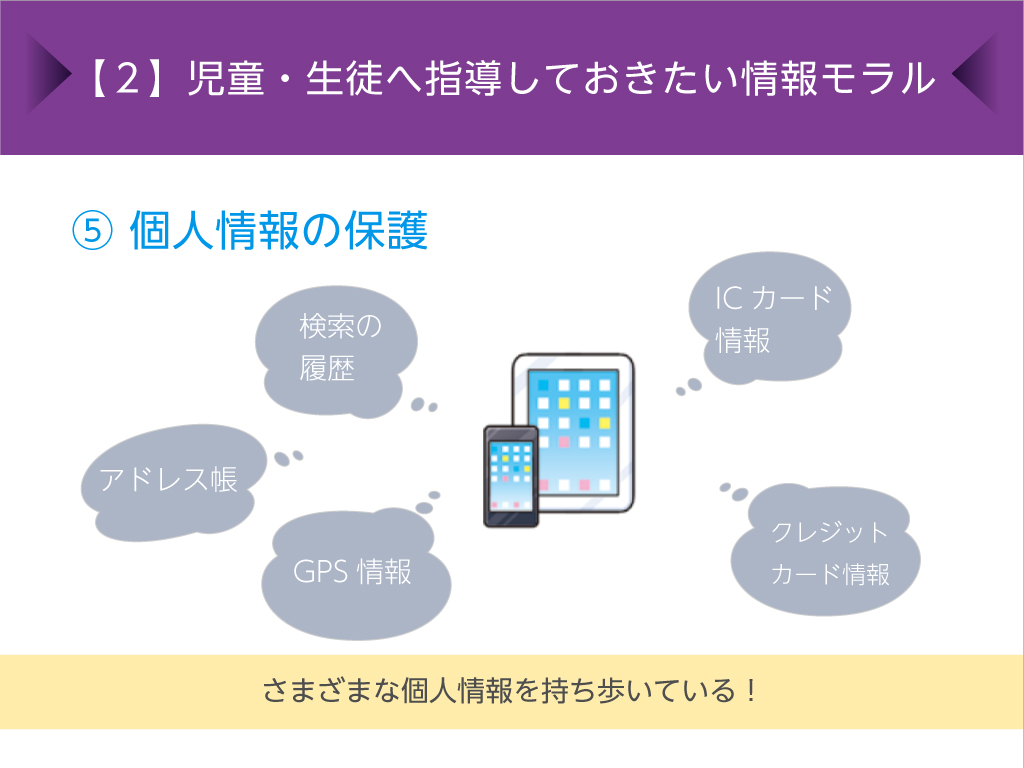 【２】児童・生徒へ指導しておきたい情報モラル
⑤ 個人情報の保護
検索の
履歴
IC カード
情報
アドレス帳
GPS 情報
クレジット
カード情報
さまざまな個人情報を持ち歩いている！